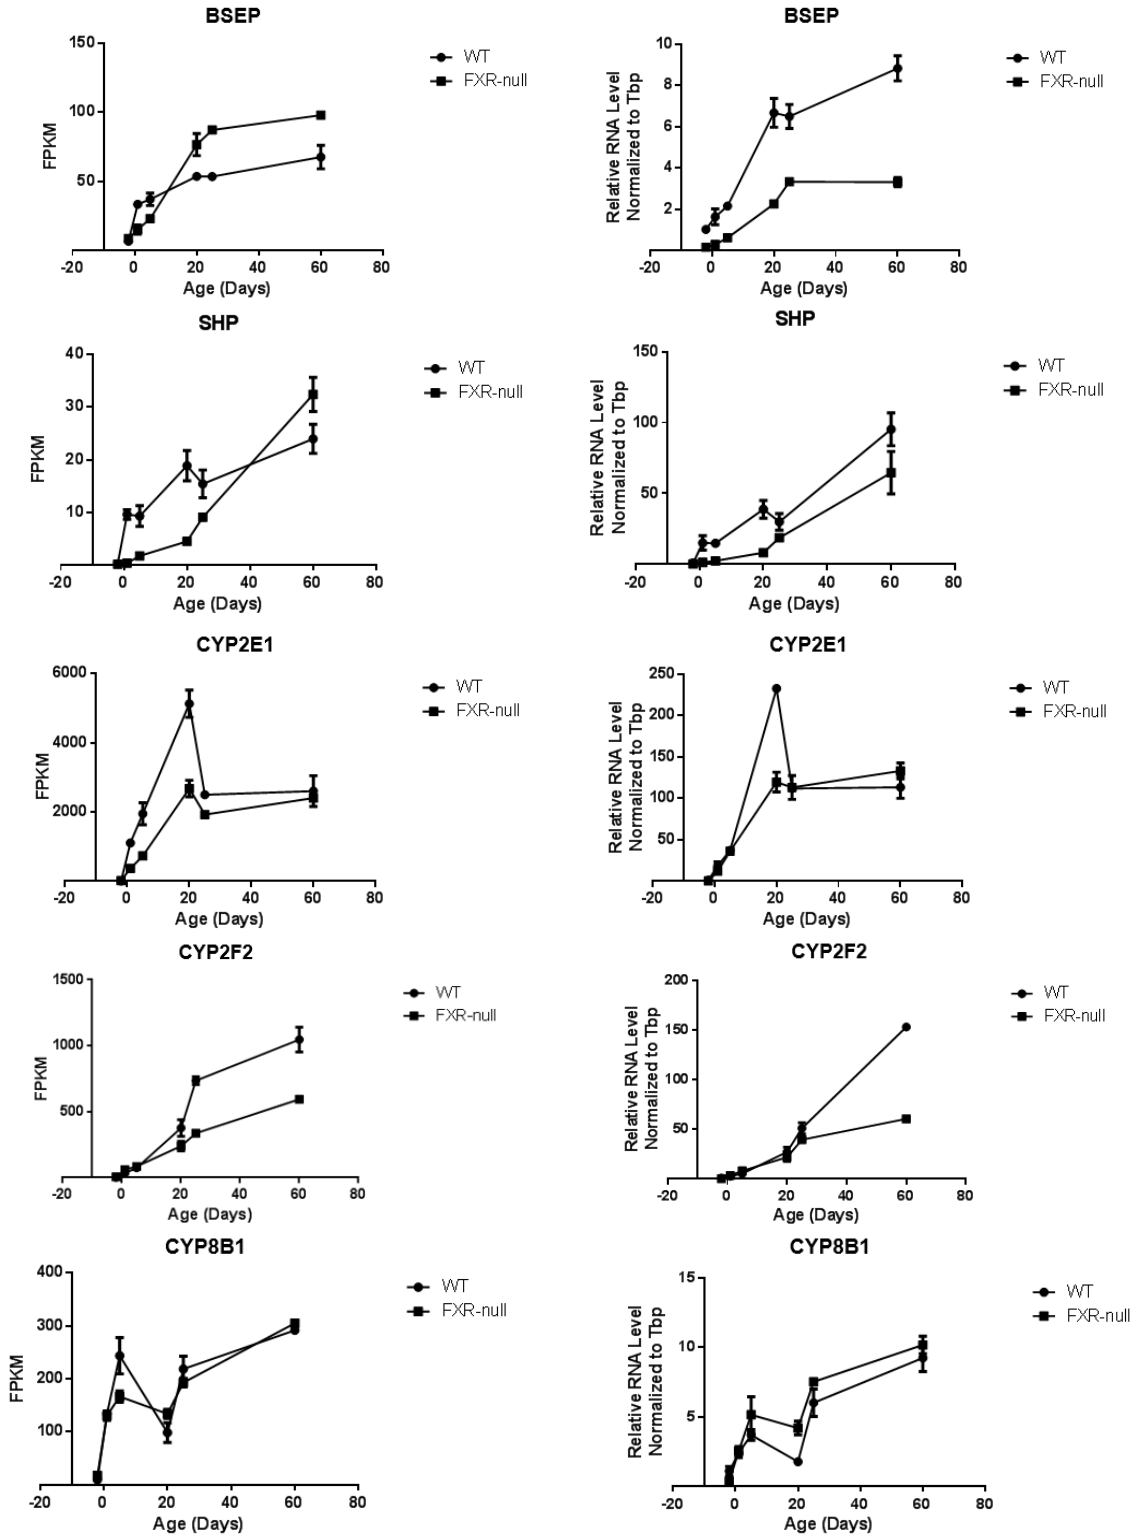 BSEP
150
100
50
FPKM
-20 0 20 40 60 80
Age (Days)
WT
FXR-null
BSEP
10
8
6
4
2
Relative RNA Level
Normalized to Tbp
-20 0 20 40 60 80
Age (Days)
WT
FXR-null
SHP
40
30
20
10
FPKM
-20 0 20 40 60 80
Age (Days)
WT
FXR-null
SHP
150
100
50
Relative RNA Level
Normalized to Tbp
-20 0 20 40 60 80
Age (Days)
WT
FXR-null
CYP2E1
6000
4000
2000
FPKM
-20 0 20 40 60 80
Age (Days)
WT
FXR-null
CYP2E1
250
200
150
100
50
Relative RNA Level
Normalized to Tbp
-20 0 20 40 60 80
Age (Days)
WT
FXR-null
CYP2F2
1500
1000
500
FPKM
-20 0 20 40 60 80
Age (Days)
WT
FXR-null
CYP2F2
200
150
100
50
Relative RNA Level
Normalized to Tbp
-20 0 20 40 60 80
Age (Days)
WT
FXR-null
CYP8B1
400
300
200
100
FPKM
-20 0 20 40 60 80
Age (Days)
WT
FXR-null
CYP8B1
15
10
5
Relative RNA Level
Normalized to Tbp
-20 0 20 40 60 80
Age (Days)
WT
FXR-null